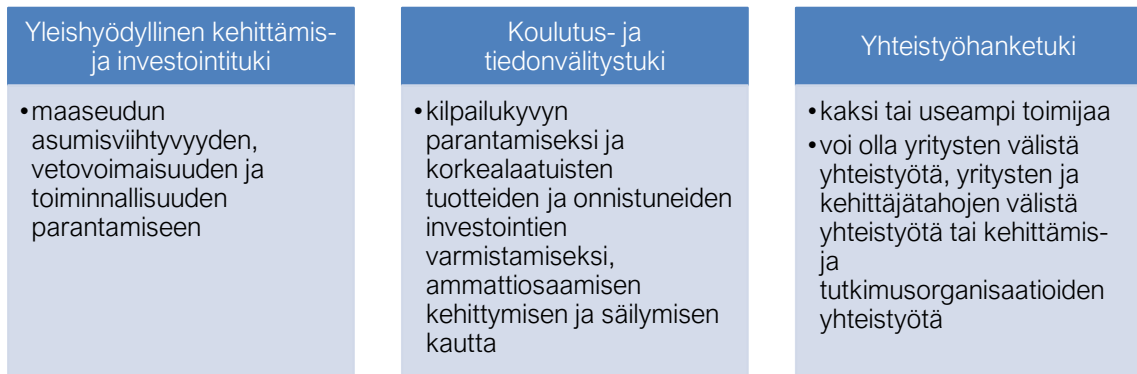 Yleishyödyllinen kehittämis-
ja investointituki
•maaseudun
asumisviihtyvyyden,
vetovoimaisuuden ja
toiminnallisuuden
parantamiseen
Koulutus- ja
tiedonvälitystuki
•kilpailukyvyn
parantamiseksi ja
korkealaatuisten
tuotteiden ja onnistuneiden
investointien
varmistamiseksi,
ammattiosaamisen
kehittymisen ja säilymisen
kautta
Yhteistyöhanketuki
•kaksi tai useampi toimijaa
•voi olla yritysten välistä
yhteistyötä, yritysten ja
kehittäjätahojen välistä
yhteistyötä tai kehittämis-
ja
tutkimusorganisaatioiden
yhteistyötä